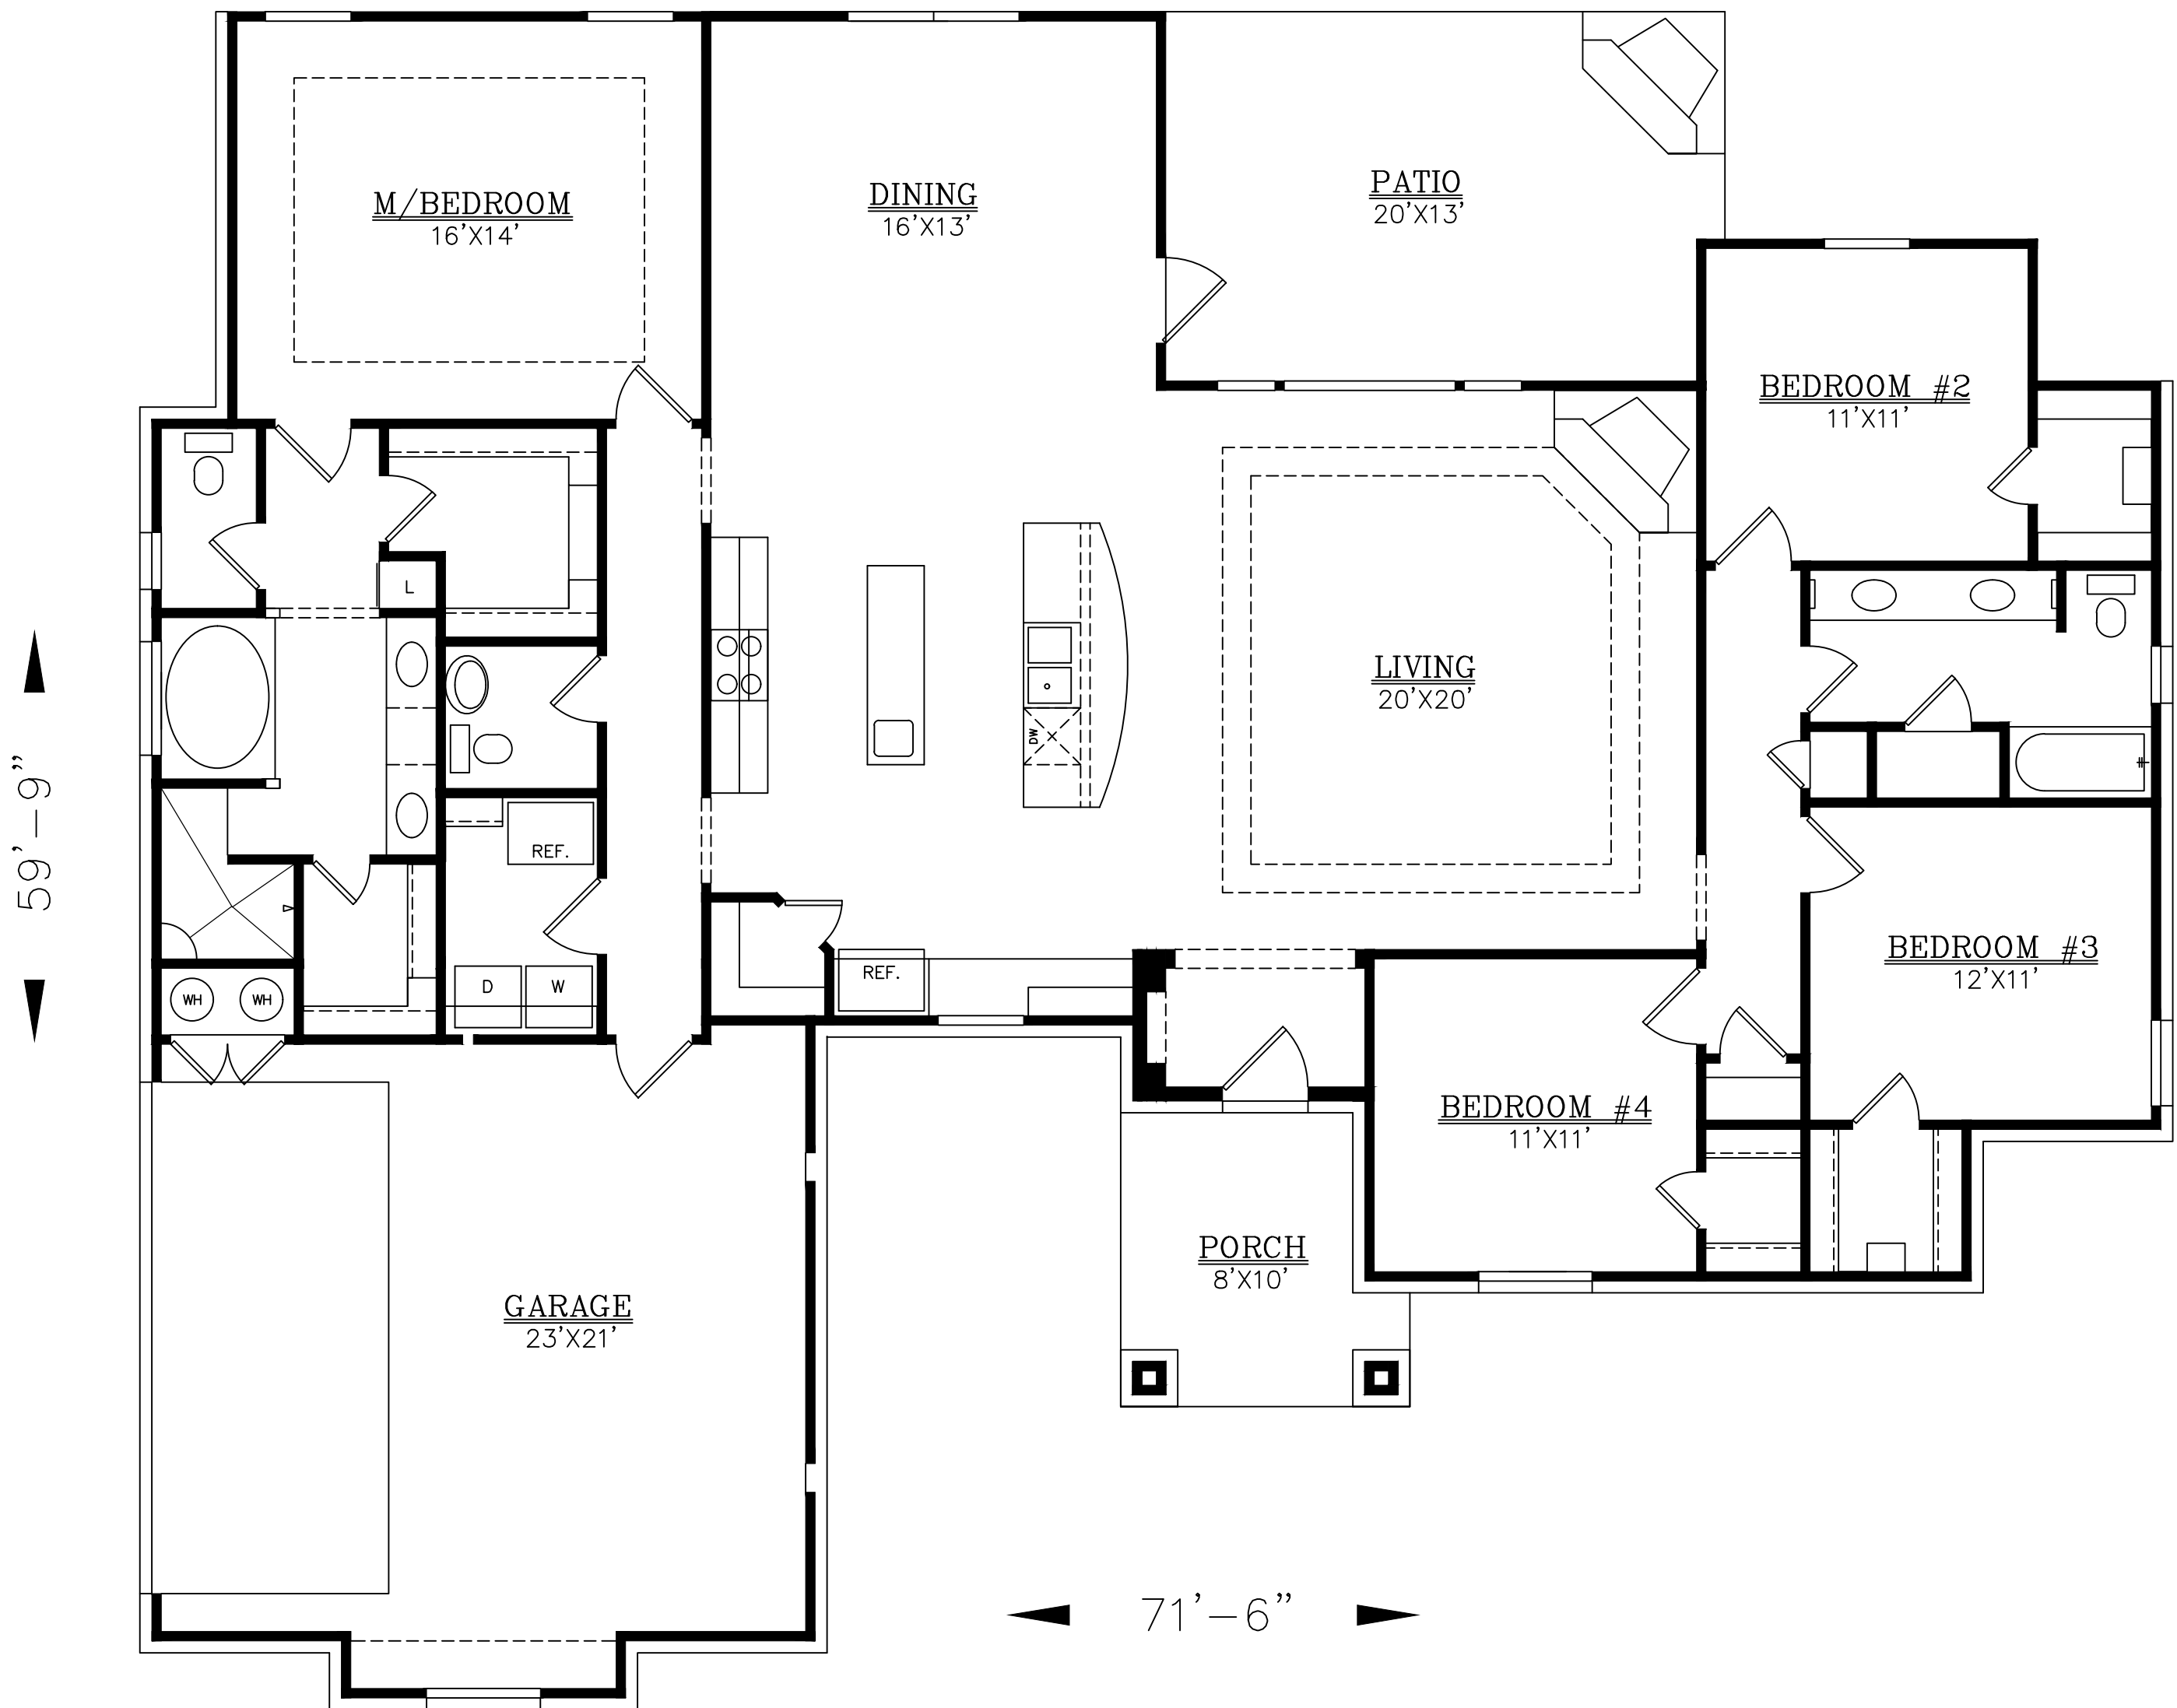 M/BEDROOM
16'X14'
DINING
16'X13'
PATIO
20'X13'
BEDROOM #2
11'X11'
L
LIVING
20'X20'
DW
REF.
59'-9"
BEDROOM #3
12'X11'
REF.
D
W
WH
WH
BEDROOM #4
11'X11'
PORCH
8'X10'
GARAGE
23'X21'
71'-6"